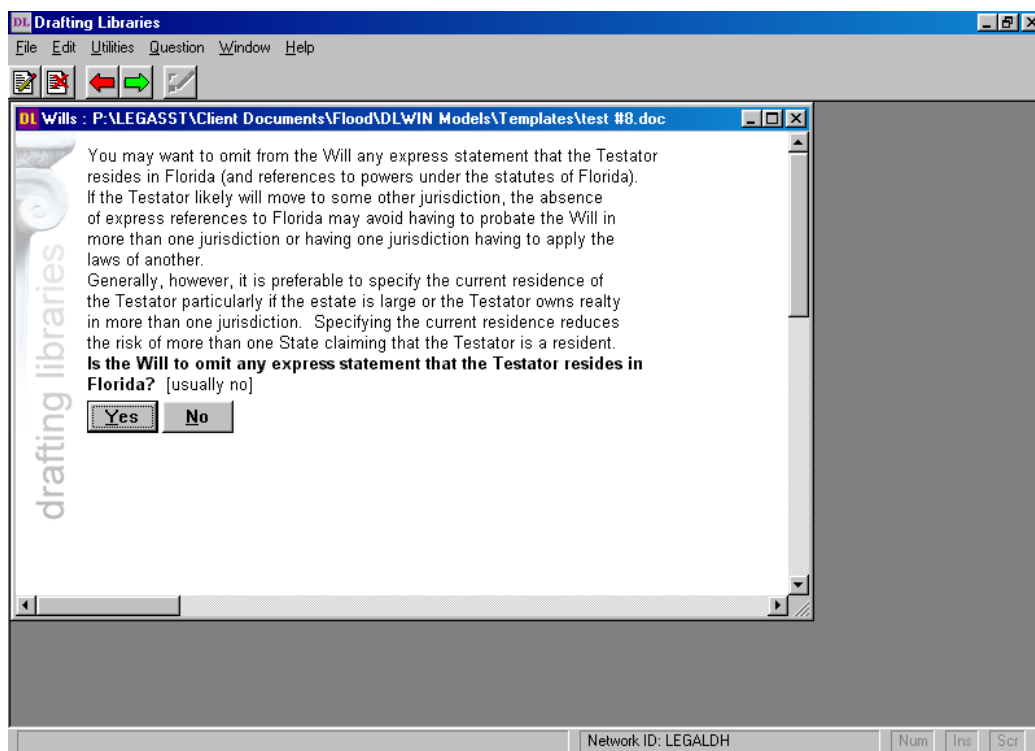 DL Drafting Libraries
File Edit Utilities Question Window Help
DL Wills : P:\LEGASST\Client Documents\Flood\DLWIN Models\Templates\test #8.doc
You may want to omit from the Will any express statement that the Testator
resides in Florida (and references to powers under the statutes of Florida).
If the Testator likely will move to some other jurisdiction, the absence
of express references to Florida may avoid having to probate the Will in
more than one jurisdiction or having one jurisdiction having to apply the
laws of another.
Generally, however, it is preferable to specify the current residence of
the Testator particularly if the estate is large or the Testator owns realty
in more than one jurisdiction. Specifying the current residence reduces
the risk of more than one State claiming that the Testator is a resident.
Is the Will to omit any express statement that the Testator resides in
Florida? [usually no]
Yes No
drafting libraries
Network ID: LEGALDH Num Ins Scr